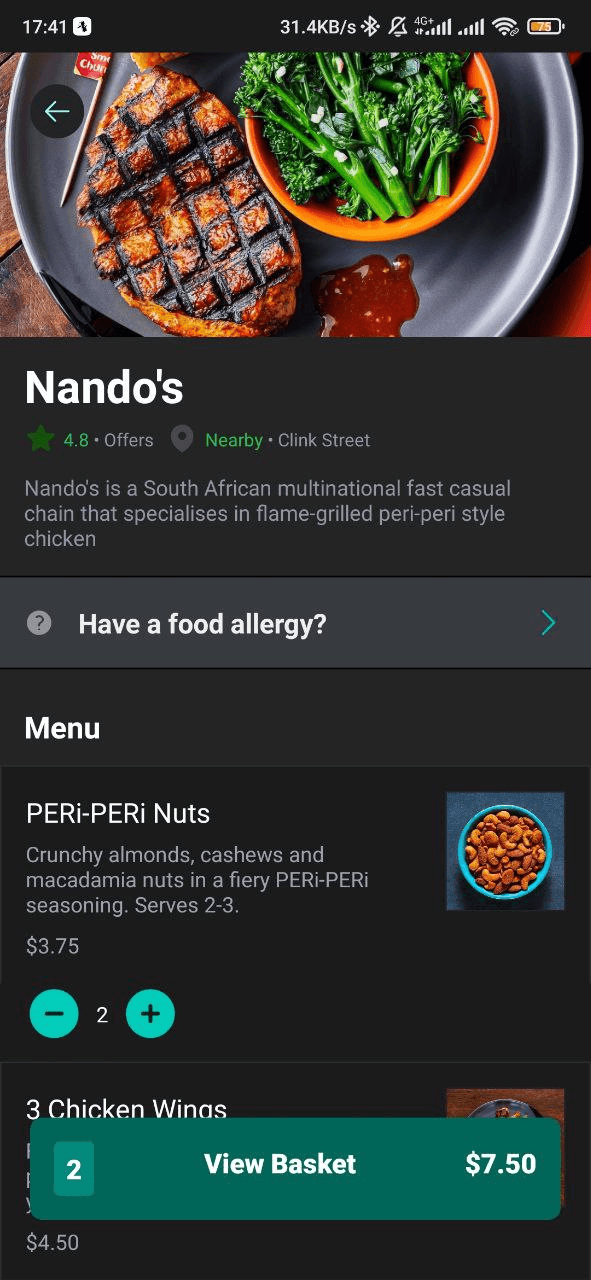 17:41
31.4KB/s 4G+ 75
Nando's
4.8 • Offers Nearby • Clink Street
Nando's is a South African multinational fast casual
chain that specialises in flame-grilled peri-peri style
chicken
? Have a food allergy?
Menu
PERi-PERi Nuts
Crunchy almonds, cashews and
macadamia nuts in a fiery PERi-PERi
seasoning. Serves 2-3.
$3.75
− 2 +
3 Chicken Wings
2 View Basket $7.50
$4.50